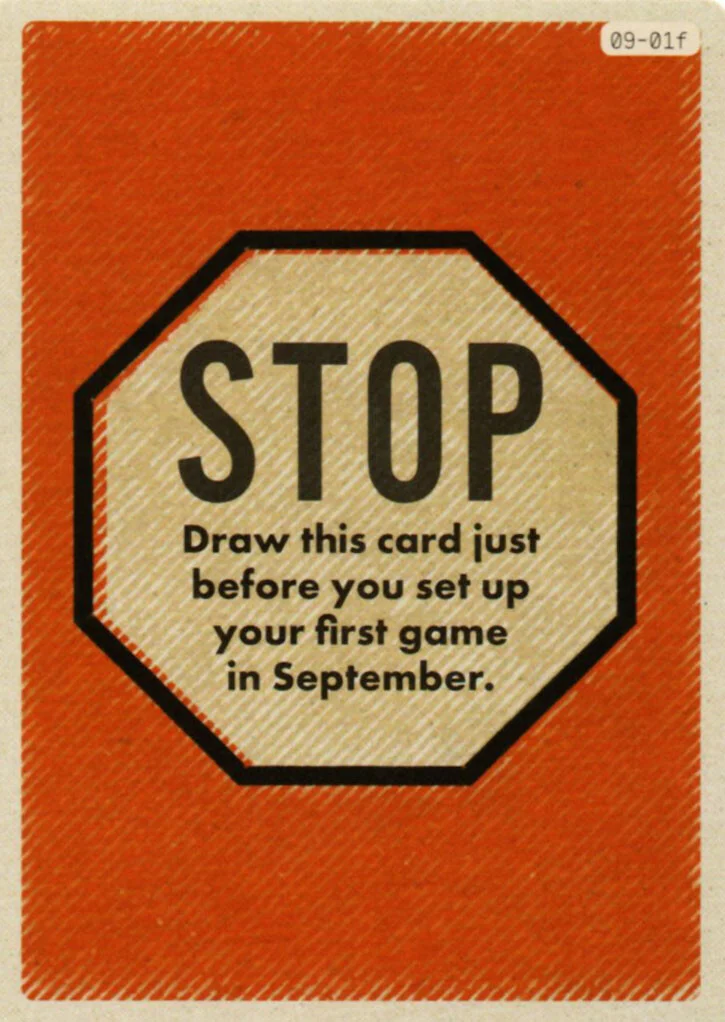 09-01f
STOP
Draw this card just
before you set up
your first game
in September.